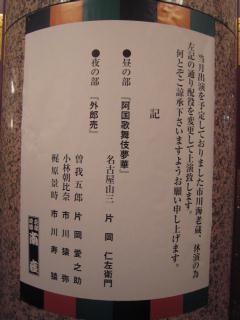 当月出演を予定しておりました市川海老蔵、休演の為
左記の通り配役を変更して上演致します。
何とぞご諒承下さいますようお願い申し上げます。
記
●昼の部『阿国歌舞伎夢華』
名古屋山三 片岡仁左衛門
●夜の部『外郎売』
曽我五郎 片岡愛之助
小林朝比奈 市川猿弥
梶原景時 市川寿猿
南座